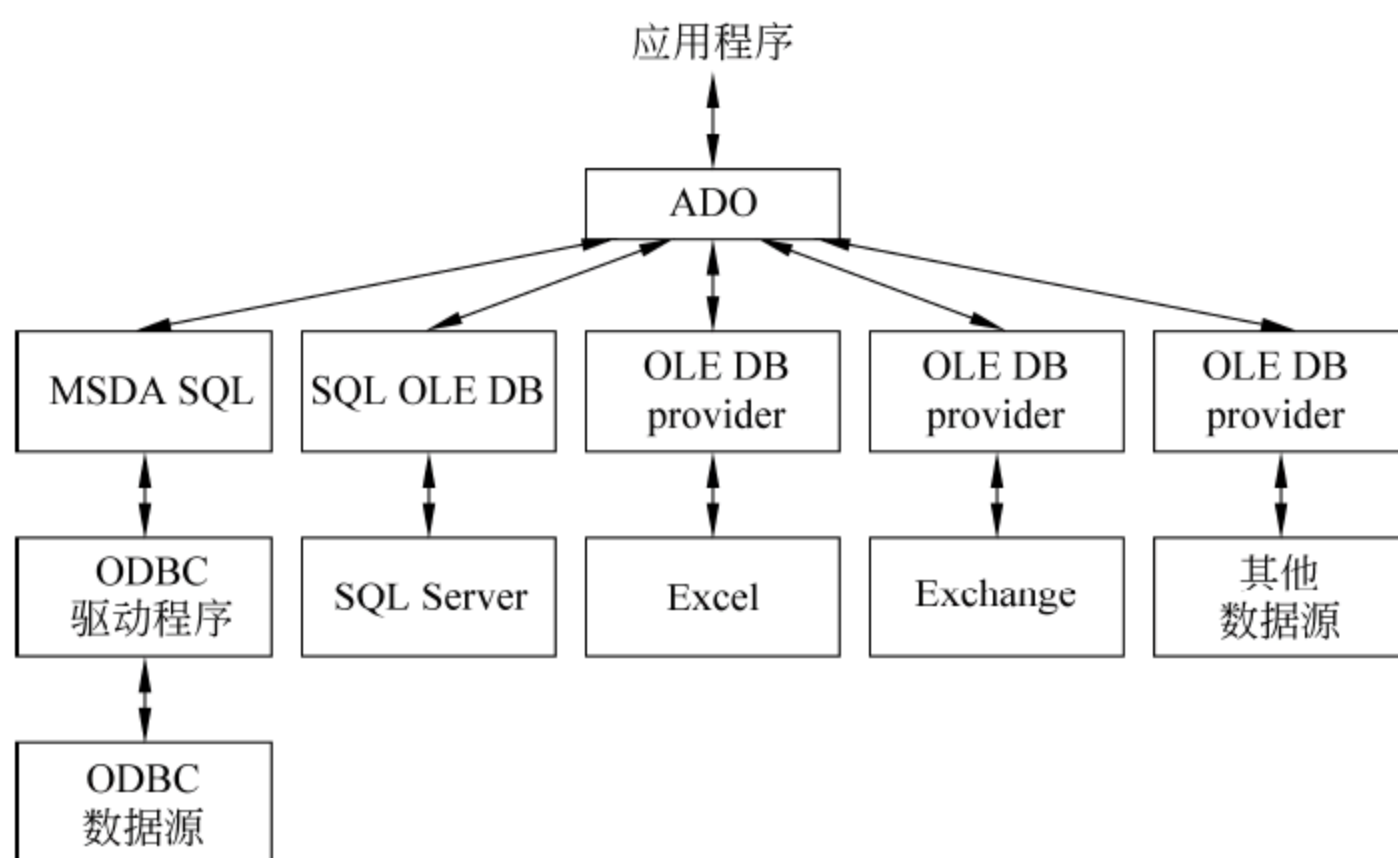 应用程序
ADO
MSDA SQL
SQL OLE DB
OLE DB
provider
OLE DB
provider
OLE DB
provider
ODBC
驱动程序
SQL Server
Excel
Exchange
其他
数据源
ODBC
数据源